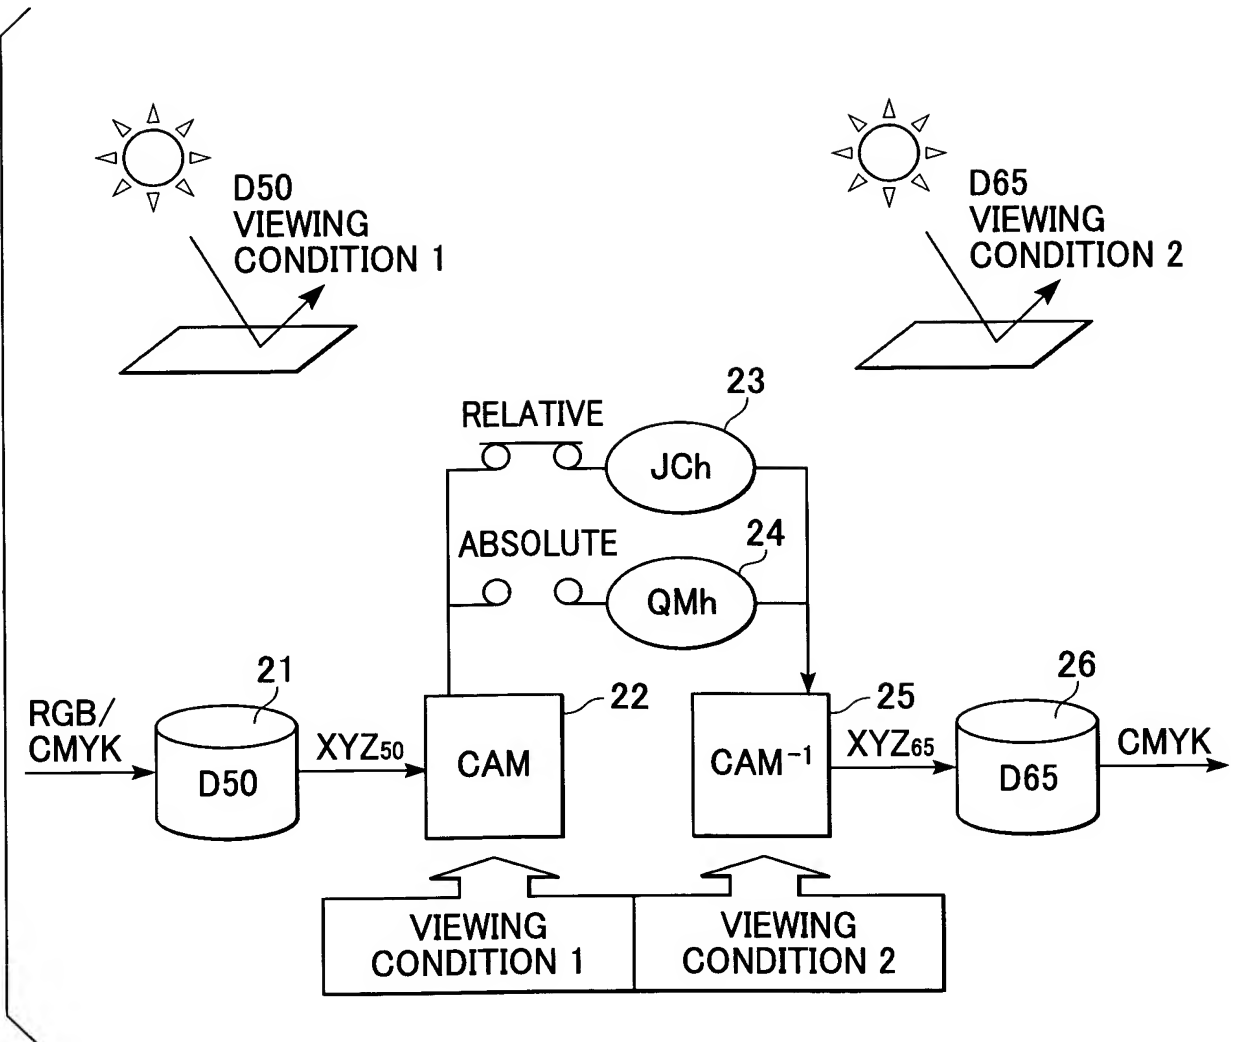 D50
VIEWING
CONDITION 1
D65
VIEWING
CONDITION 2
RELATIVE
23
JCh
ABSOLUTE
24
QMh
RGB/
CMYK
21
D50
XYZ50
22
CAM
25
CAM⁻¹
XYZ65
26
D65
CMYK
VIEWING
CONDITION 1
VIEWING
CONDITION 2